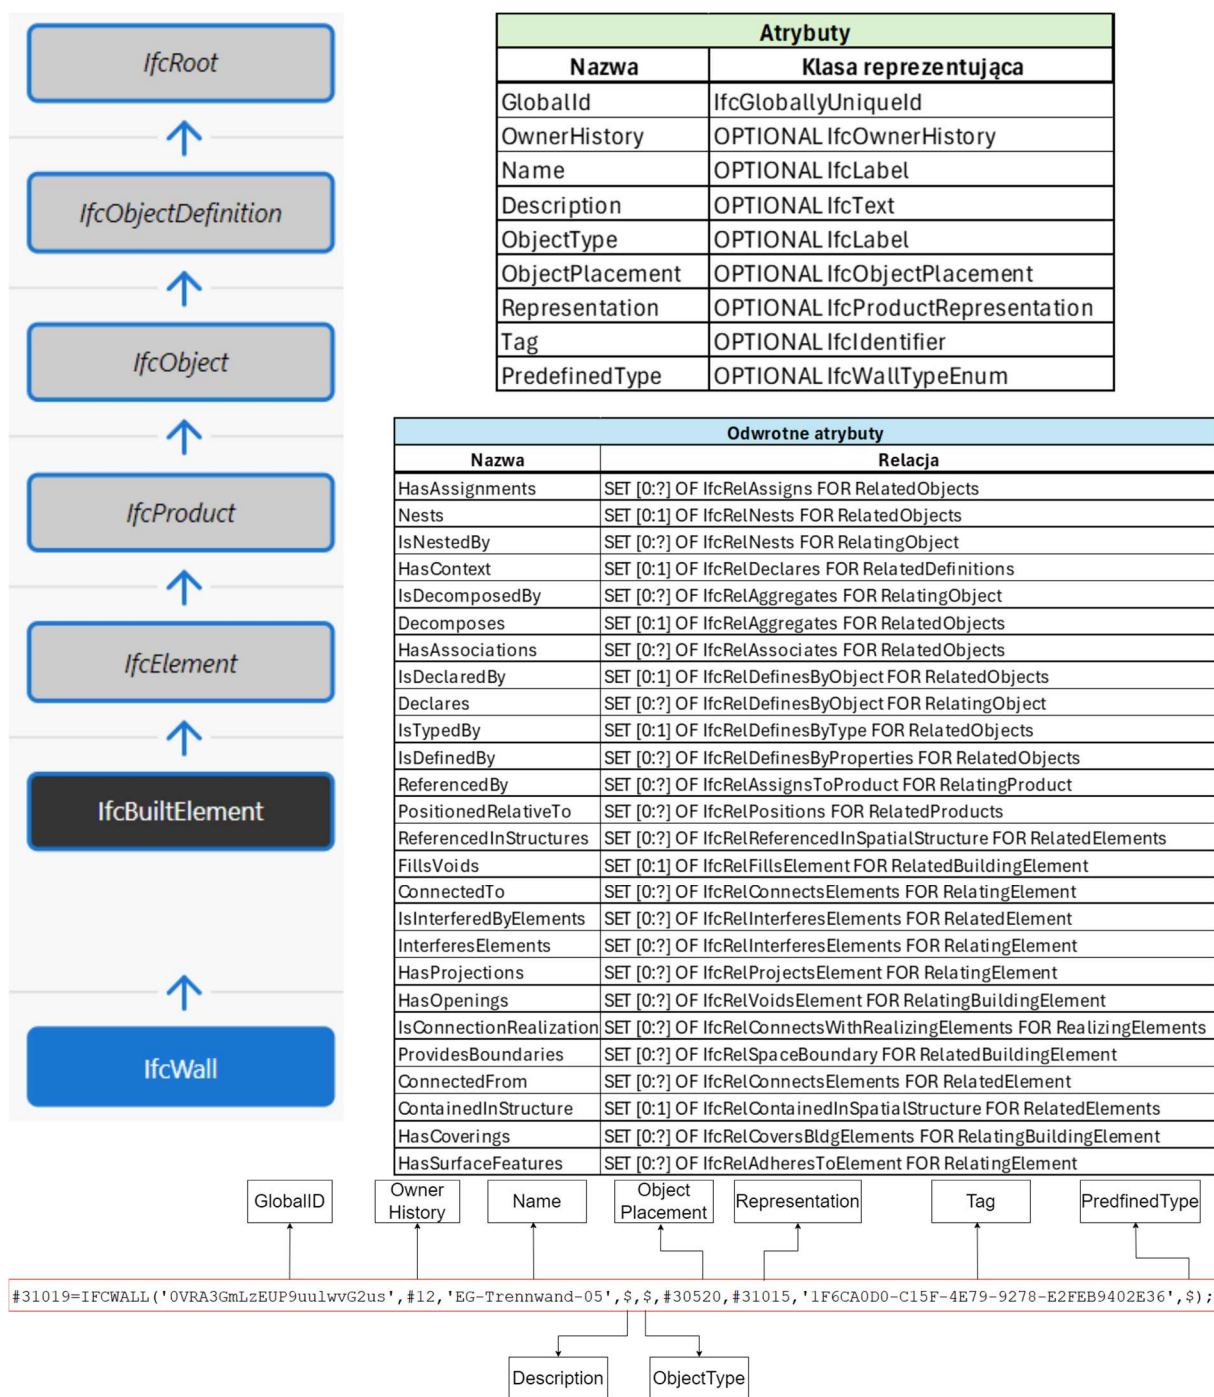 IfcRoot
IfcObjectDefinition
IfcObject
IfcProduct
IfcElement
IfcBuiltElement
IfcWall
Atrybuty
Nazwa Klasa reprezentująca
GlobalId IfcGloballyUniqueId
OwnerHistory OPTIONAL IfcOwnerHistory
Name OPTIONAL IfcLabel
Description OPTIONAL IfcText
ObjectType OPTIONAL IfcLabel
ObjectPlacement OPTIONAL IfcObjectPlacement
Representation OPTIONAL IfcProductRepresentation
Tag OPTIONAL IfcIdentifier
PredefinedType OPTIONAL IfcWallTypeEnum
Odwrotne atrybuty
Nazwa Relacja
HasAssignments SET [0:?] OF IfcRelAssigns FOR RelatedObjects
Nests SET [0:1] OF IfcRelNests FOR RelatedObjects
IsNestedBy SET [0:?] OF IfcRelNests FOR RelatingObject
HasContext SET [0:1] OF IfcRelDeclares FOR RelatedDefinitions
IsDecomposedBy SET [0:?] OF IfcRelAggregates FOR RelatingObject
Decomposes SET [0:1] OF IfcRelAggregates FOR RelatedObjects
HasAssociations SET [0:?] OF IfcRelAssociates FOR RelatedObjects
IsDeclaredBy SET [0:1] OF IfcRelDefinesByObject FOR RelatedObjects
Declares SET [0:?] OF IfcRelDefinesByObject FOR RelatingObject
IsTypedBy SET [0:1] OF IfcRelDefinesByType FOR RelatedObjects
IsDefinedBy SET [0:?] OF IfcRelDefinesByProperties FOR RelatedObjects
ReferencedBy SET [0:?] OF IfcRelAssignsToProduct FOR RelatingProduct
PositionedRelativeTo SET [0:?] OF IfcRelPositions FOR RelatedProducts
ReferencedInStructures SET [0:?] OF IfcRelReferencedInSpatialStructure FOR RelatedElements
FillsVoids SET [0:1] OF IfcRelFillsElement FOR RelatedBuildingElement
ConnectedTo SET [0:?] OF IfcRelConnectsElements FOR RelatingElement
IsInterferedByElements SET [0:?] OF IfcRelInterferesElements FOR RelatedElement
InterferesElements SET [0:?] OF IfcRelInterferesElements FOR RelatingElement
HasProjections SET [0:?] OF IfcRelProjectsElement FOR RelatingElement
HasOpenings SET [0:?] OF IfcRelVoidsElement FOR RelatingBuildingElement
IsConnectionRealization SET [0:?] OF IfcRelConnectsWithRealizingElements FOR RealizingElements
ProvidesBoundaries SET [0:?] OF IfcRelSpaceBoundary FOR RelatedBuildingElement
ConnectedFrom SET [0:?] OF IfcRelConnectsElements FOR RelatedElement
ContainedInStructure SET [0:1] OF IfcRelContainedInSpatialStructure FOR RelatedElements
HasCoverings SET [0:?] OF IfcRelCoversBldgElements FOR RelatingBuildingElement
HasSurfaceFeatures SET [0:?] OF IfcRelAdheresToElement FOR RelatingElement
GlobalID
Owner
History
Name
Object
Placement
Representation
Tag
PredfinedType
#31019=IFCWALL('0VRA3GmLzEUP9uulwvG2us',#12,'EG-Trennwand-05',$,$,#30520,#31015,'1F6CA0D0-C15F-4E79-9278-E2FEB9402E36',$);
Description
ObjectType